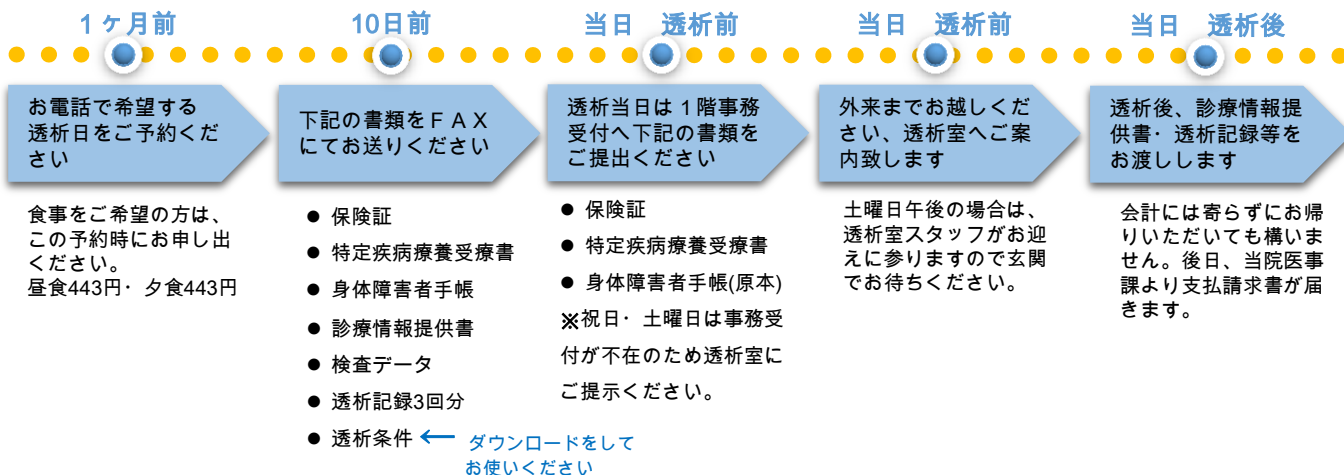 1ヶ月前
お電話で希望する
透析日をご予約くだ
さい
食事をご希望の方は、
この予約時にお申し出
ください。
昼食443円・夕食443円
10日前
下記の書類をＦＡＸ
にてお送りください
● 保険証
● 特定疾病療養受療書
● 身体障害者手帳
● 診療情報提供書
● 検査データ
● 透析記録3回分
● 透析条件 ←
ダウンロードをして
お使いください
当日　透析前
透析当日は１階事務
受付へ下記の書類を
ご提出ください
● 保険証
● 特定疾病療養受療書
● 身体障害者手帳(原本)
※祝日・土曜日は事務受
付が不在のため透析室に
ご提示ください。
当日　透析前
外来までお越しくだ
さい、透析室へご案
内致します
土曜日午後の場合は、
透析室スタッフがお迎
えに参りますので玄関
でお待ちください。
当日　透析後
透析後、診療情報提
供書・透析記録等を
お渡しします
会計には寄らずにお帰
りいただいても構いま
せん。後日、当院医事
課より支払請求書が届
きます。